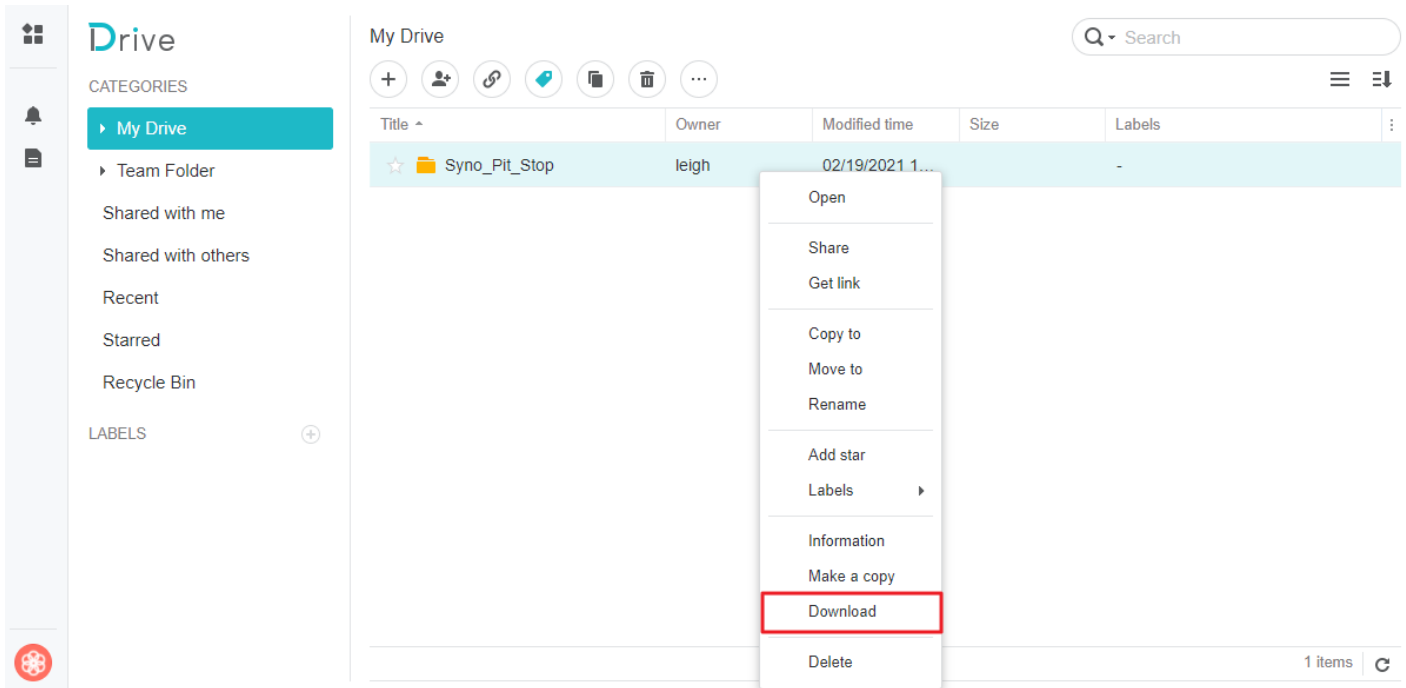 Drive
CATEGORIES
My Drive
Team Folder
Shared with me
Shared with others
Recent
Starred
Recycle Bin
LABELS
My Drive
Search
Title Owner Modified time Size Labels
Syno_Pit_Stop leigh 02/19/2021 1... -
Open
Share
Get link
Copy to
Move to
Rename
Add star
Labels
Information
Make a copy
Download
Delete
1 items